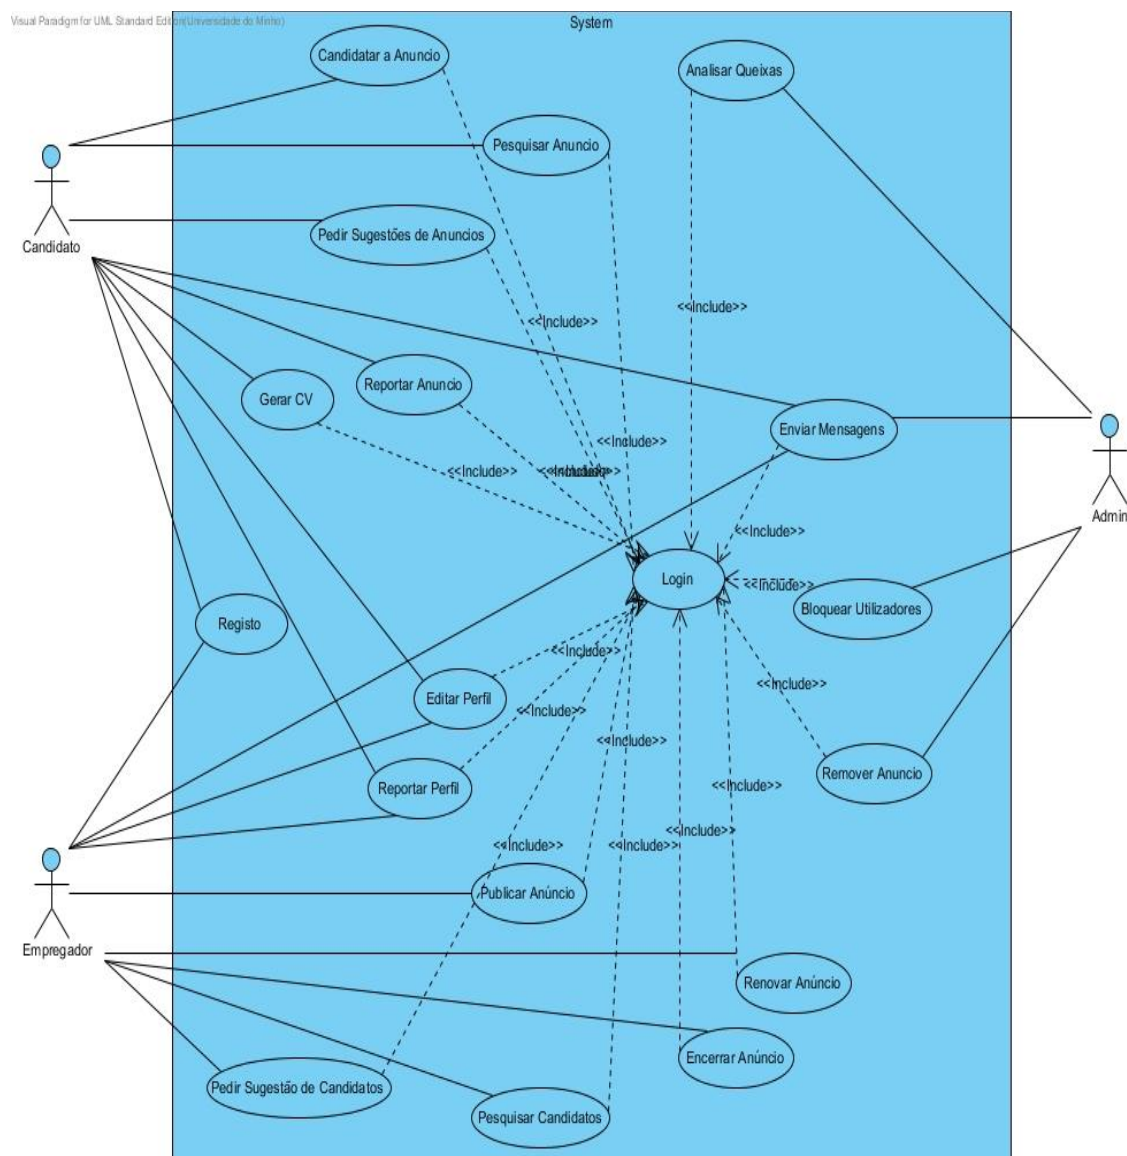 Visual Paradigm for UML Standard Edition(Universidade do Minho)
System
Candidatar a Anuncio
Analisar Queixas
Pesquisar Anuncio
Pedir Sugestões de Anuncios
Candidato
<<Include>>
<<Include>>
Reportar Anuncio
Gerar CV
Enviar Mensagens
<<Include>>
<<Include>>
<<Include>>
<<Include>>
<<Include>>
Admin
Login
<<Include>>
Bloquear Utilizadores
Registo
<<Include>>
Editar Perfil
<<Include>>
<<Include>>
<<Include>>
Reportar Perfil
Remover Anuncio
<<Include>>
<<Include>>
<<Include>>
<<Include>>
Publicar Anúncio
Empregador
Renovar Anúncio
Encerrar Anúncio
Pedir Sugestão de Candidatos
Pesquisar Candidatos